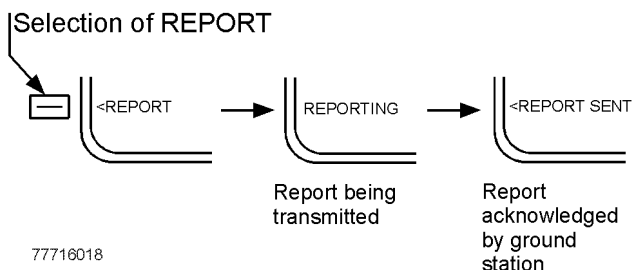 Selection of REPORT
<REPORT
REPORTING
<REPORT SENT
Report being
transmitted
Report
acknowledged
by ground
station
77716018